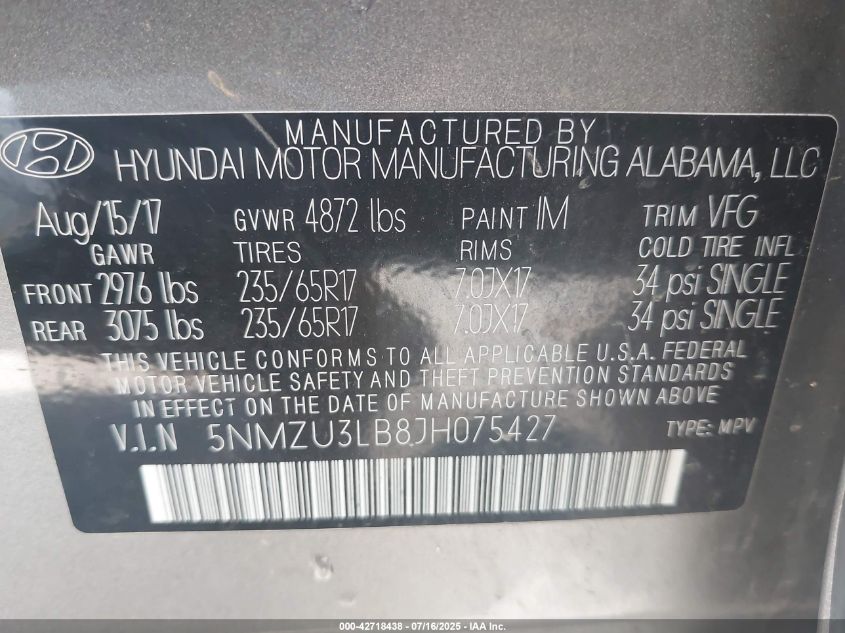 MANUFACTURED BY
HYUNDAI MOTOR MANUFACTURING ALABAMA, LLC
Aug/15/17 GVWR 4872 lbs PAINT IM TRIM VFG
GAWR TIRES RIMS COLD TIRE INFL
FRONT 2976 lbs 235/65R17 7.0JX17 34 psi SINGLE
REAR 3075 lbs 235/65R17 7.0JX17 34 psi SINGLE
THIS VEHICLE CONFORMS TO ALL APPLICABLE U.S.A. FEDERAL
MOTOR VEHICLE SAFETY AND THEFT PREVENTION STANDARDS
IN EFFECT ON THE DATE OF MANUFACTURE SHOWN ABOVE
V.I.N 5NMZU3LB8JH075427 TYPE: MPV
000-42718438 - 07/16/2025 - IAA Inc.